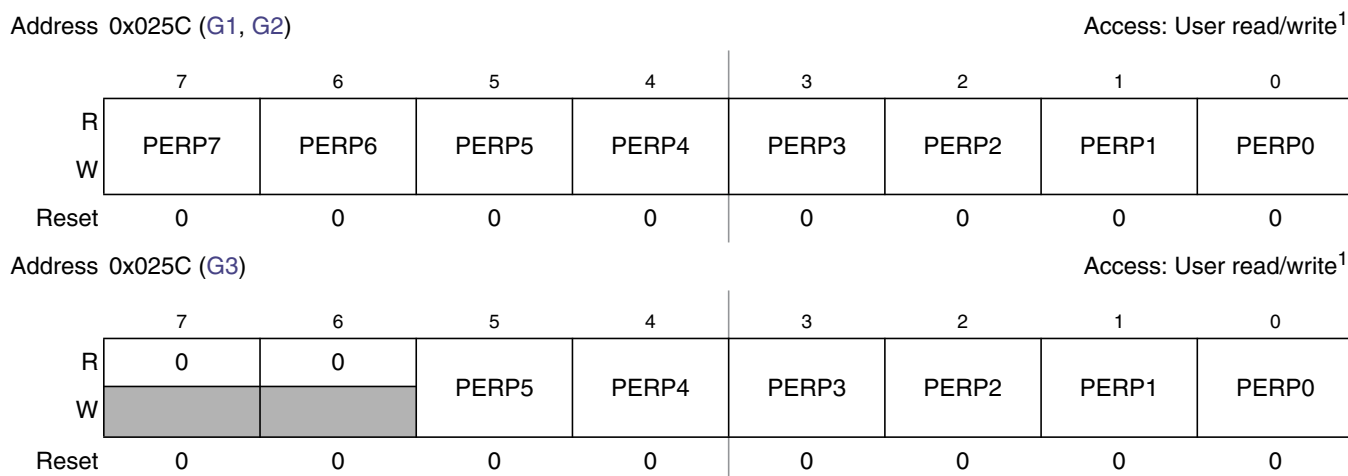 Address 0x025C (G1, G2) Access: User read/write1
7 6 5 4 3 2 1 0
R
PERP7 PERP6 PERP5 PERP4 PERP3 PERP2 PERP1 PERP0
W
Reset 0 0 0 0 0 0 0 0
Address 0x025C (G3) Access: User read/write1
7 6 5 4 3 2 1 0
R 0 0
PERP5 PERP4 PERP3 PERP2 PERP1 PERP0
W
Reset 0 0 0 0 0 0 0 0